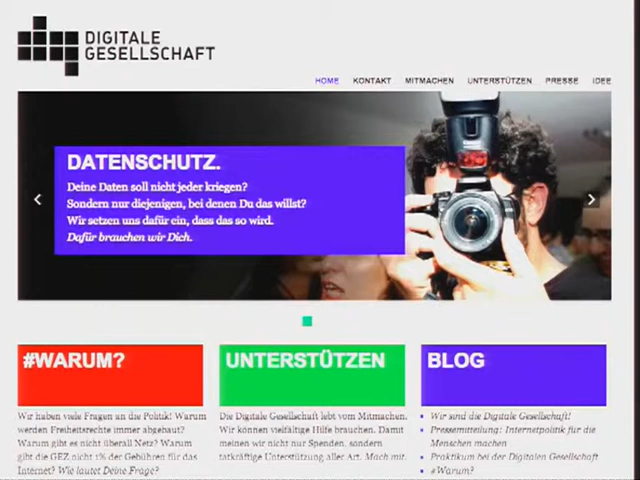 DIGITALE
GESELLSCHAFT
HOME KONTAKT MITMACHEN UNTERSTÜTZEN PRESSE IDEE
DATENSCHUTZ.
Deine Daten soll nicht jeder kriegen?
Sondern nur diejenigen, bei denen Du das willst?
Wir setzen uns dafür ein, dass das so wird.
Dafür brauchen wir Dich.
#WARUM?
Wir haben viele Fragen an die Politik! Warum
werden Freiheitsrechte immer abgebaut?
Warum gibt es nicht überall Netz? Warum
gibt die GEZ nicht 1% der Gebühren für das
Internet? Wie lautet Deine Frage?
UNTERSTÜTZEN
Die Digitale Gesellschaft lebt vom Mitmachen.
Wir können vielfältige Hilfe brauchen. Damit
meinen wir nicht nur Spenden, sondern
tatkräftige Unterstützung aller Art. Mach mit.
BLOG
Wir sind die Digitale Gesellschaft!
Pressemitteilung: Internetpolitik für die
Menschen machen
Praktikum bei der Digitalen Gesellschaft
#Warum?